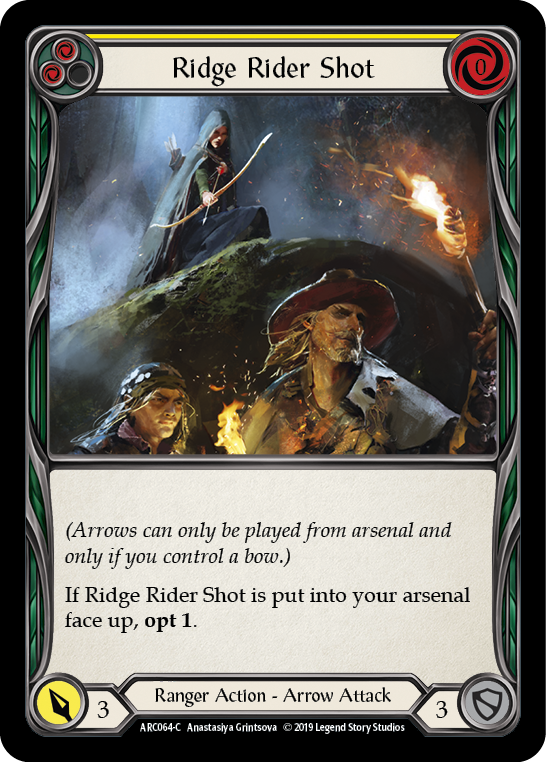 Ridge Rider Shot
0
(Arrows can only be played from arsenal and
only if you control a bow.)
If Ridge Rider Shot is put into your arsenal
face up, opt 1.
3
Ranger Action - Arrow Attack
3
ARC064-C Anastasiya Grintsova © 2019 Legend Story Studios